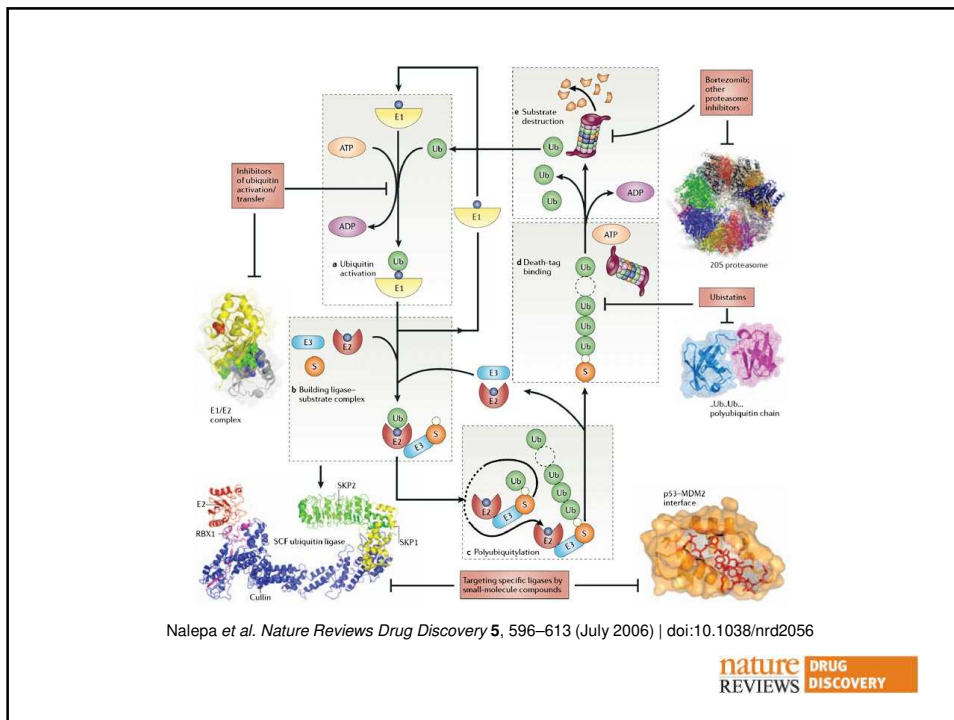 E1
ATP
Ub
Inhibitors
of ubiquitin
activation/
transfer
ADP
E1
a Ubiquitin
activation
Ub
E1
E1/E2
complex
E3
E2
S
b Building ligase–
substrate complex
E3
E2
Ub
E2
E3
S
e Substrate
destruction
Ub
Ub
Ub
ADP
ATP
d Death-tag
binding
Ub
Ub
Ub
Ub
S
Bortezomib;
other
proteasome
inhibitors
20S proteasome
Ubistatins
..Ub..Ub...
polyubiquitin chain
Ub
Ub
Ub
Ub
Ub
S
E2
E3
S
E2
E3
c Polyubiquitylation
E2
RBX1
SKP2
SCF ubiquitin ligase
SKP1
Cullin
Targeting specific ligases by
small-molecule compounds
p53–MDM2
interface
Nalepa et al. Nature Reviews Drug Discovery 5, 596–613 (July 2006) | doi:10.1038/nrd2056
nature
REVIEWS
DRUG
DISCOVERY